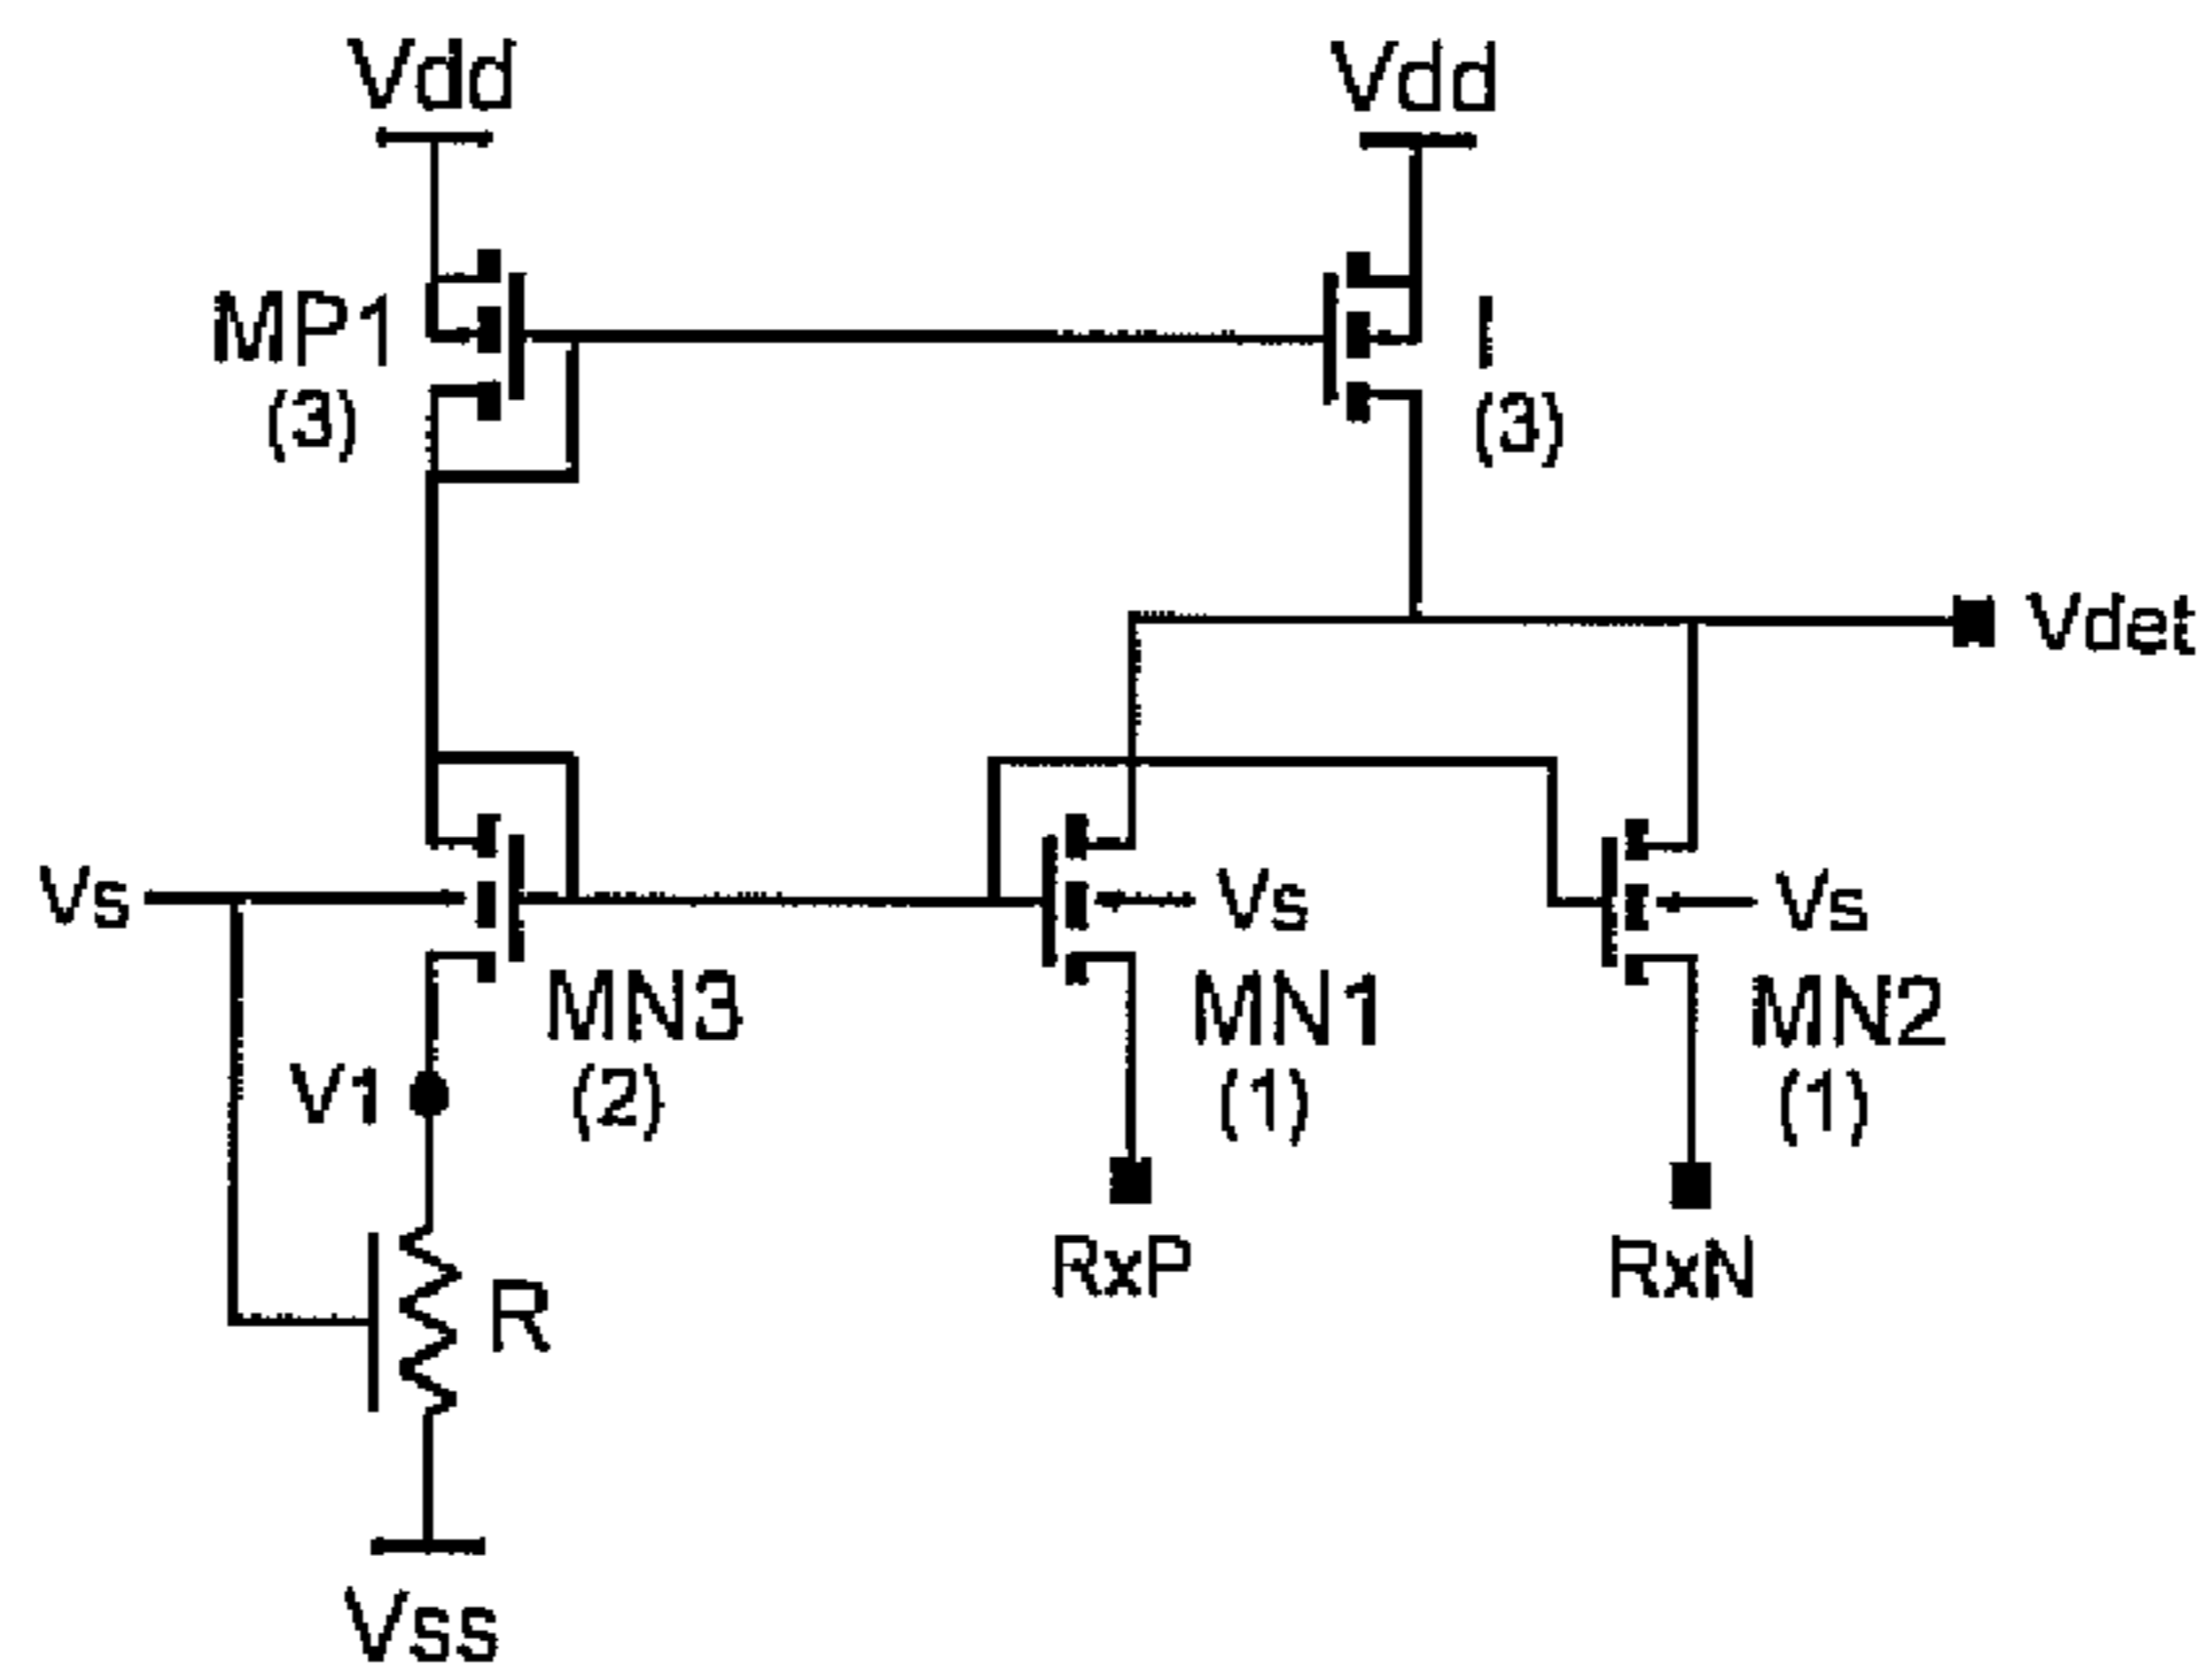 Vdd
Vdd
MP1
(3)
I
(3)
Vdet
Vs
Vs
Vs
MN3
(2)
MN1
(1)
MN2
(1)
V1
R
RxP
RxN
Vss